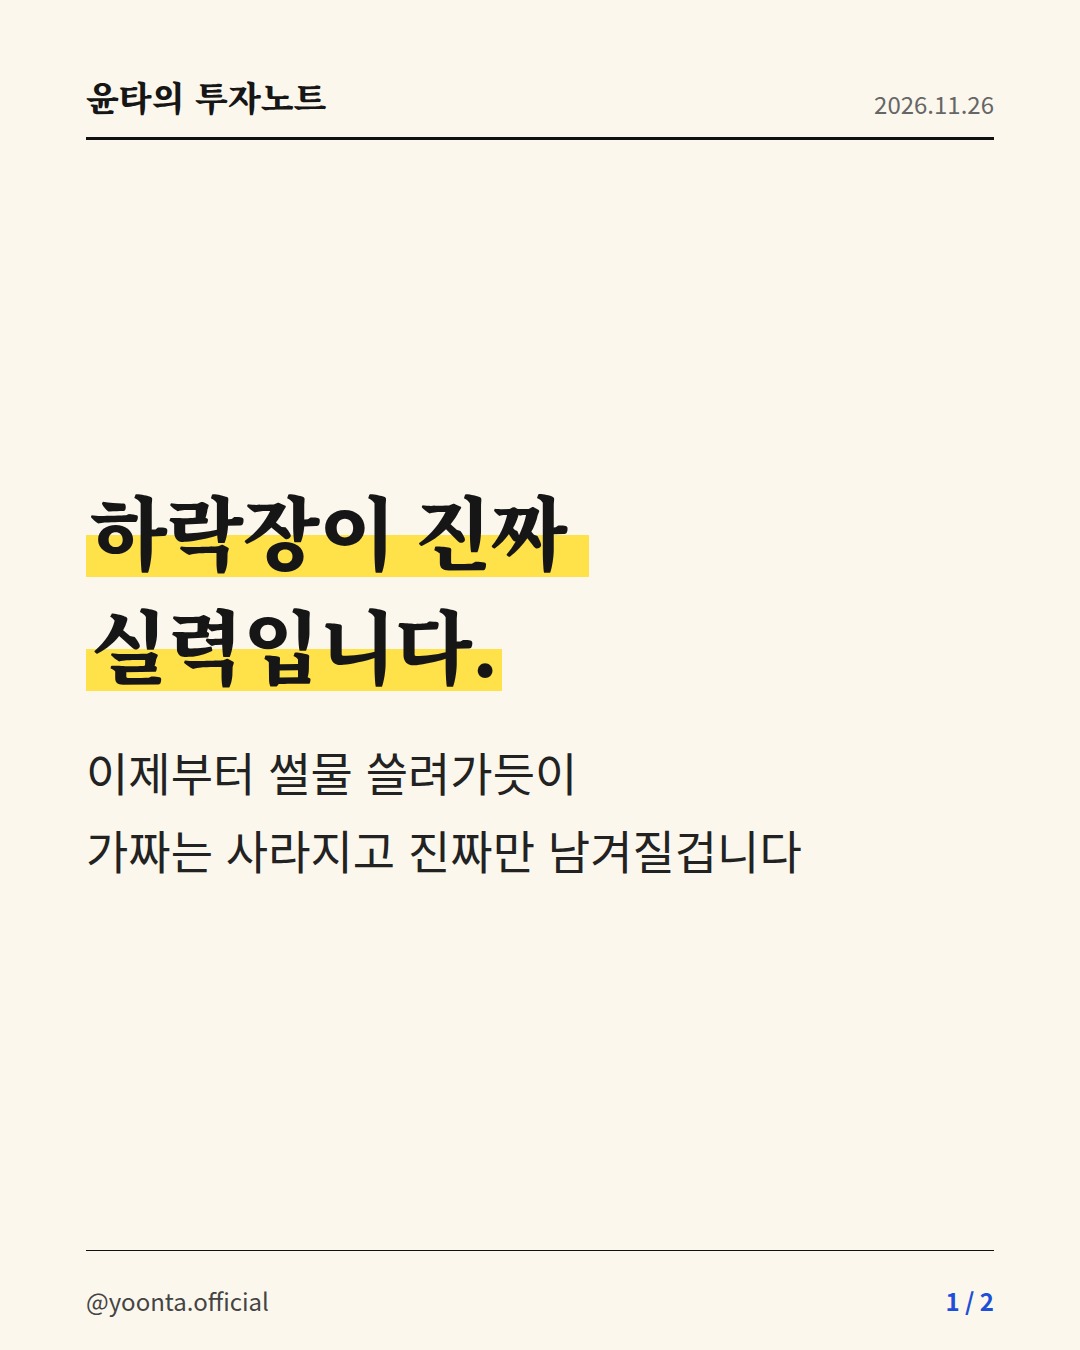 윤타의 투자노트
2026.11.26
하락장이 진짜
실력입니다.
이제부터 썰물 쓸려가듯이
가짜는 사라지고 진짜만 남겨질겁니다
@yoonta.official
1 / 2